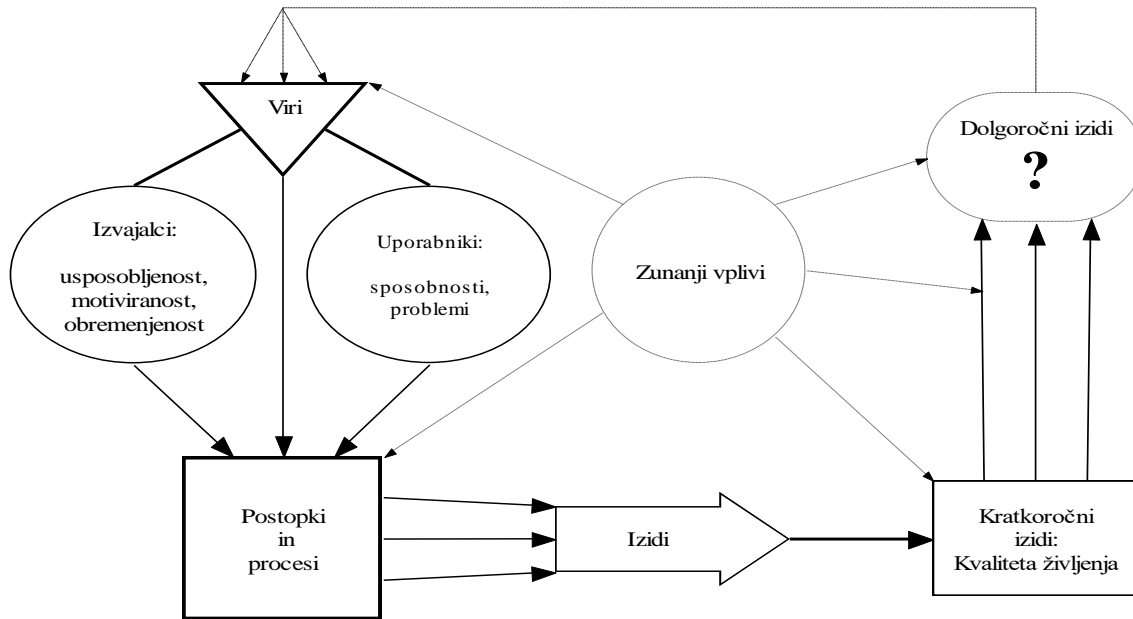 Viri
Dolgoročni izidi
?
Izvajalci:
usposobljenost,
motiviranost,
obremenjenost
Uporabniki:
sposobnosti,
problemi
Zunanji vplivi
Postopki
in
procesi
Izidi
Kratkoročni
izidi:
Kvaliteta življenja